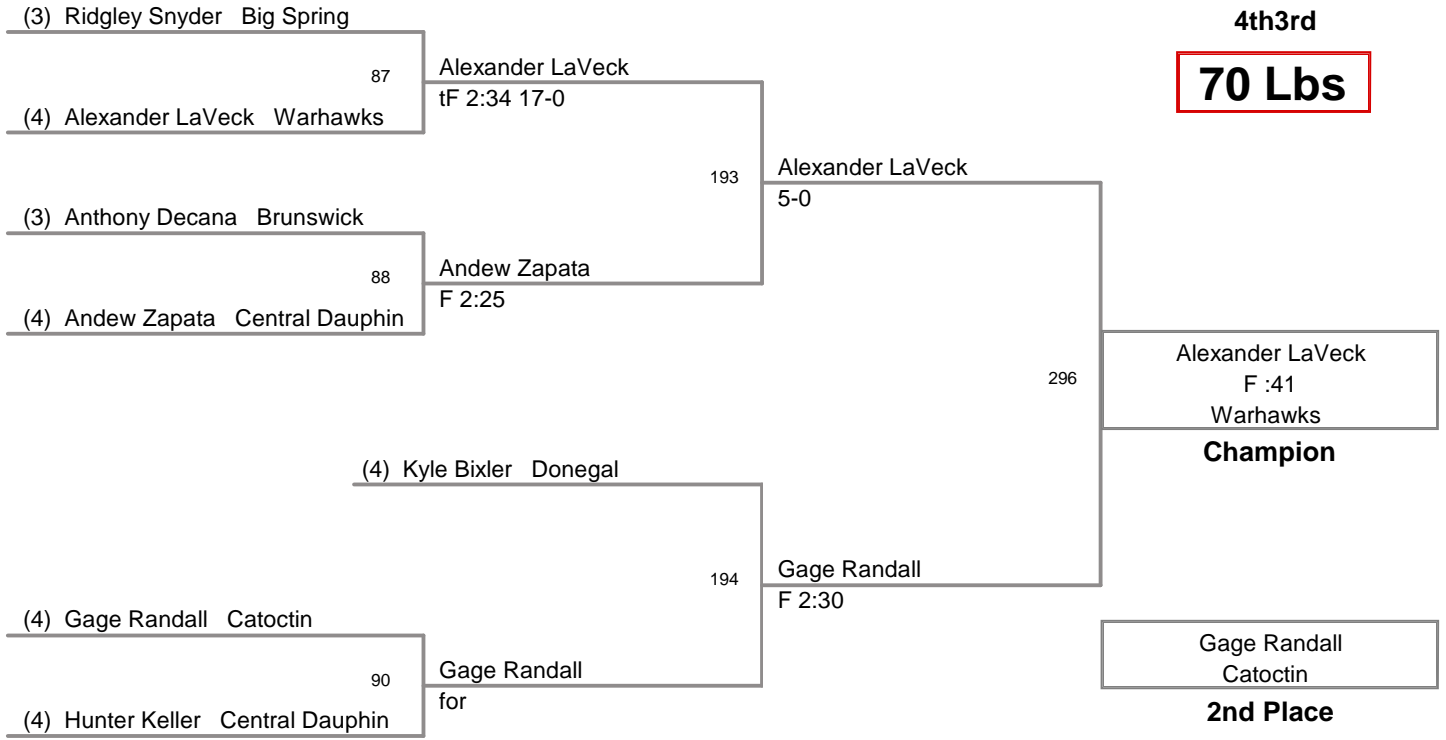 (3) Ridgley Snyder Big Spring
4th3rd
87
Alexander LaVeck
tF 2:34 17-0
70 Lbs
(4) Alexander LaVeck Warhawks
193
Alexander LaVeck
5-0
(3) Anthony Decana Brunswick
88
Andew Zapata
F 2:25
(4) Andew Zapata Central Dauphin
296
Alexander LaVeck
F :41
Warhawks
Champion
(4) Kyle Bixler Donegal
194
Gage Randall
F 2:30
(4) Gage Randall Catoctin
90
Gage Randall
for
(4) Hunter Keller Central Dauphin
Gage Randall
Catoctin
2nd Place